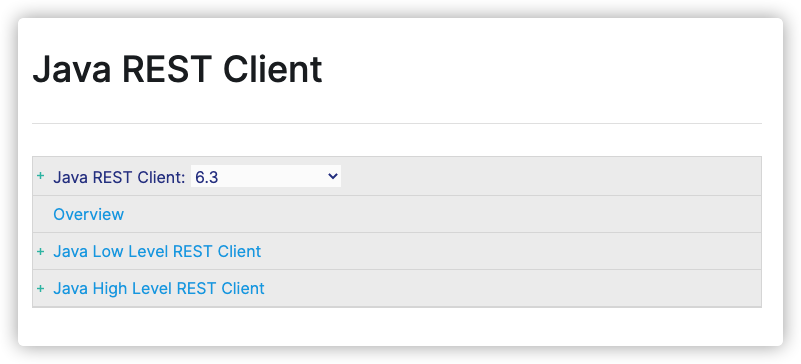 Java REST Client
+ Java REST Client: 6.3
Overview
+ Java Low Level REST Client
+ Java High Level REST Client